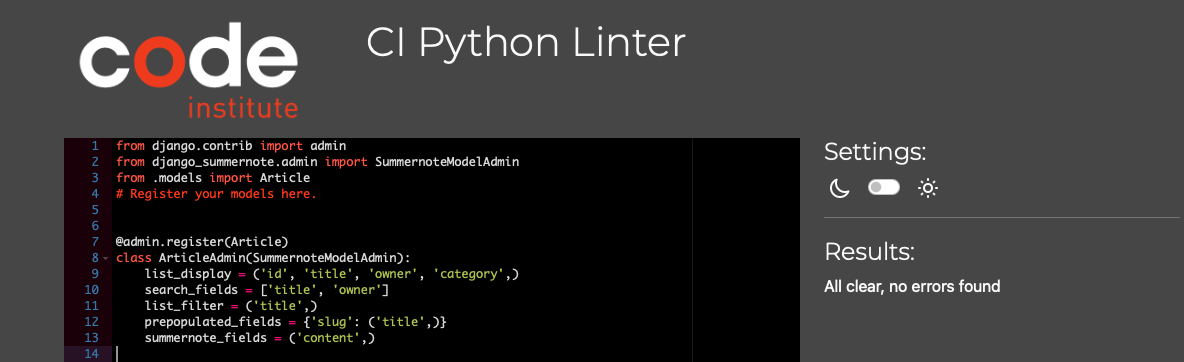 code
institute
CI Python Linter
1 from django.contrib import admin
2 from django_summernote.admin import SummernoteModelAdmin
3 from .models import Article
4 # Register your models here.
5
6
7 @admin.register(Article)
8 class ArticleAdmin(SummernoteModelAdmin):
9     list_display = ('id', 'title', 'owner', 'category',)
10     search_fields = ['title', 'owner']
11     list_filter = ('title',)
12     prepopulated_fields = {'slug': ('title',)}
13     summernote_fields = ('content',)
14
Settings:
Results:
All clear, no errors found